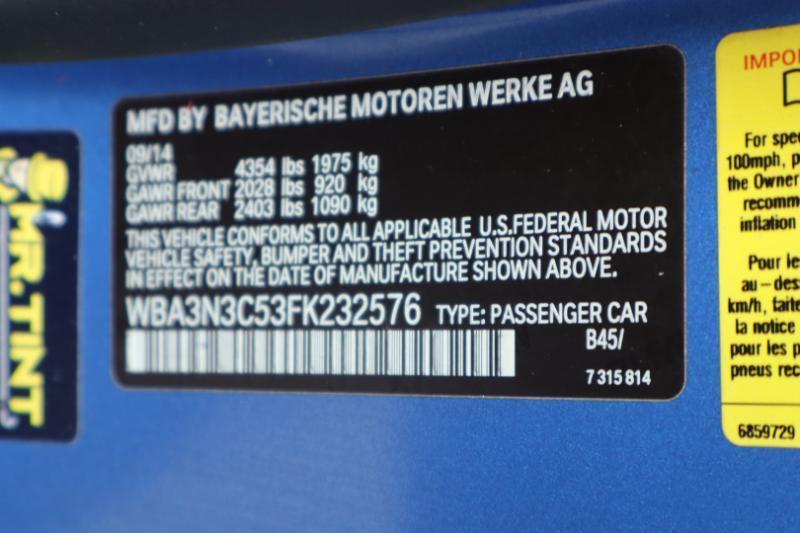 MFD BY BAYERISCHE MOTOREN WERKE AG
09/14
GVWR 4354 lbs 1975 kg
GAWR FRONT 2028 lbs 920 kg
GAWR REAR 2403 lbs 1090 kg
THIS VEHICLE CONFORMS TO ALL APPLICABLE U.S.FEDERAL MOTOR
VEHICLE SAFETY, BUMPER AND THEFT PREVENTION STANDARDS
IN EFFECT ON THE DATE OF MANUFACTURE SHOWN ABOVE.
WBA3N3C53FK232576 TYPE: PASSENGER CAR
B45/
7 315 814
MR. TINT
IMPO
For spe
100mph, p
the Owner
recomm
inflation
Pour le
au – des
km/h, faite
la notice
pour les p
pneus rec
6859729